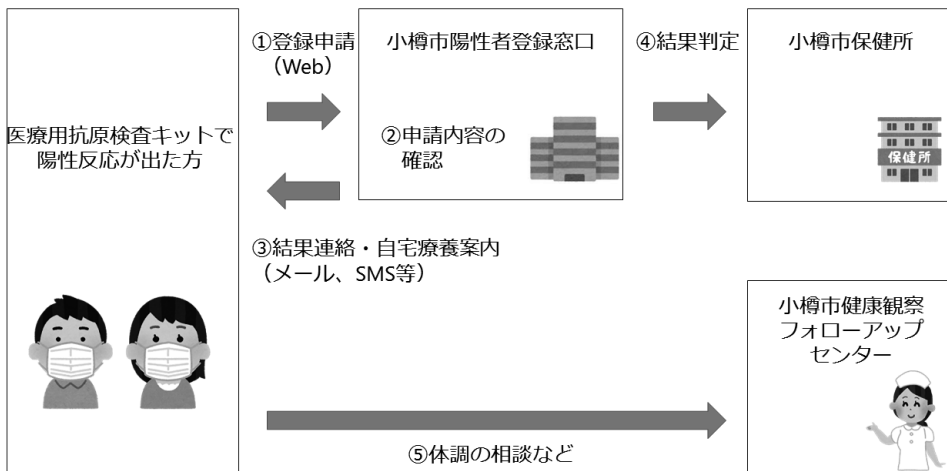 ①登録申請
（Web）
小樽市陽性者登録窓口
④結果判定
小樽市保健所
医療用抗原検査キットで
陽性反応が出た方
②申請内容の
確認
保健所
③結果連絡・自宅療養案内
（メール、SMS等）
小樽市健康観察
フォローアップ
センター
⑤体調の相談など